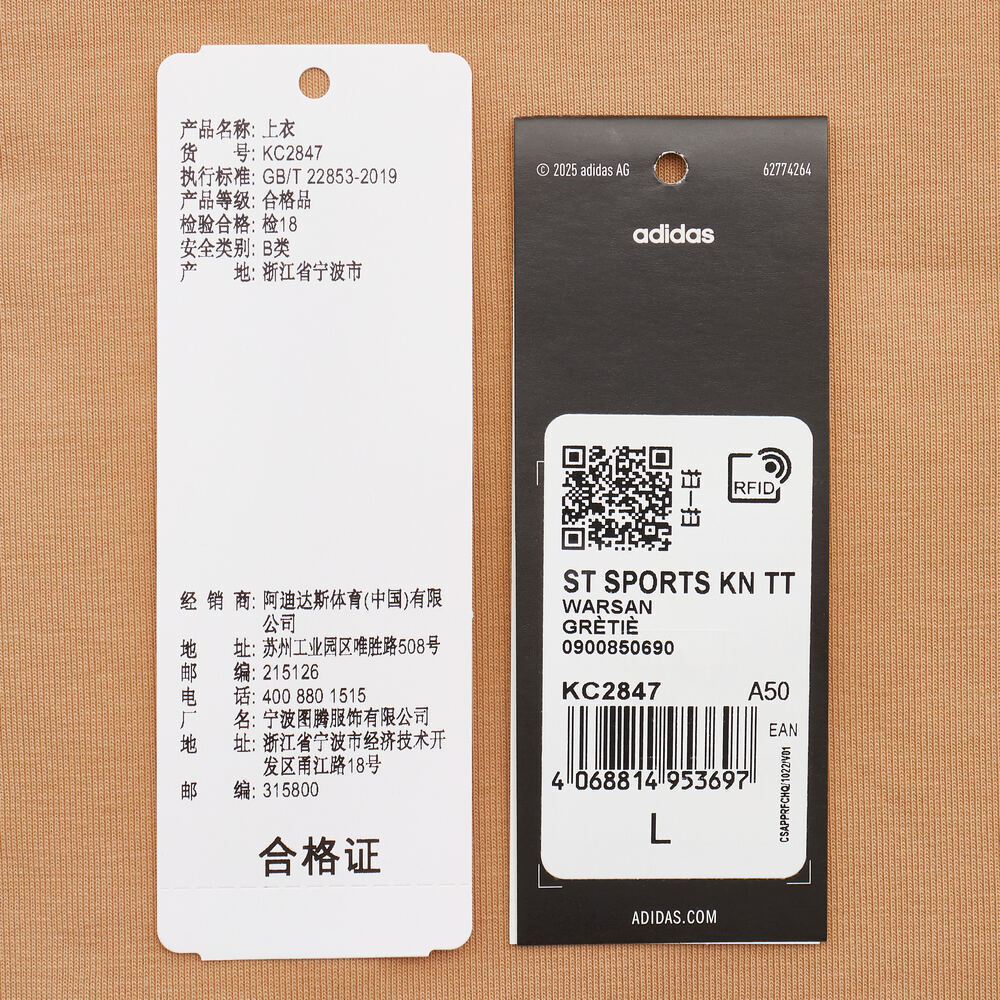 产品名称: 上衣
货 号: KC2847
执行标准: GB/T 22853-2019
产品等级: 合格品
检验合格: 检18
安全类别: B类
产 地: 浙江省宁波市
经 销 商: 阿迪达斯体育(中国)有限
公司
地 址: 苏州工业园区唯胜路508号
邮 编: 215126
电 话: 400 880 1515
厂 名: 宁波图腾服饰有限公司
地 址: 浙江省宁波市经济技术开
发区甬江路18号
邮 编: 315800
合格证
© 2025 adidas AG
62774264
adidas
扫一扫
RFID
ST SPORTS KN TT
WARSAN
GRÈTIÈ
0900850690
KC2847 A50
EAN
4 068814 953697
CSAPPRFCHQ/1022/V01
L
ADIDAS.COM